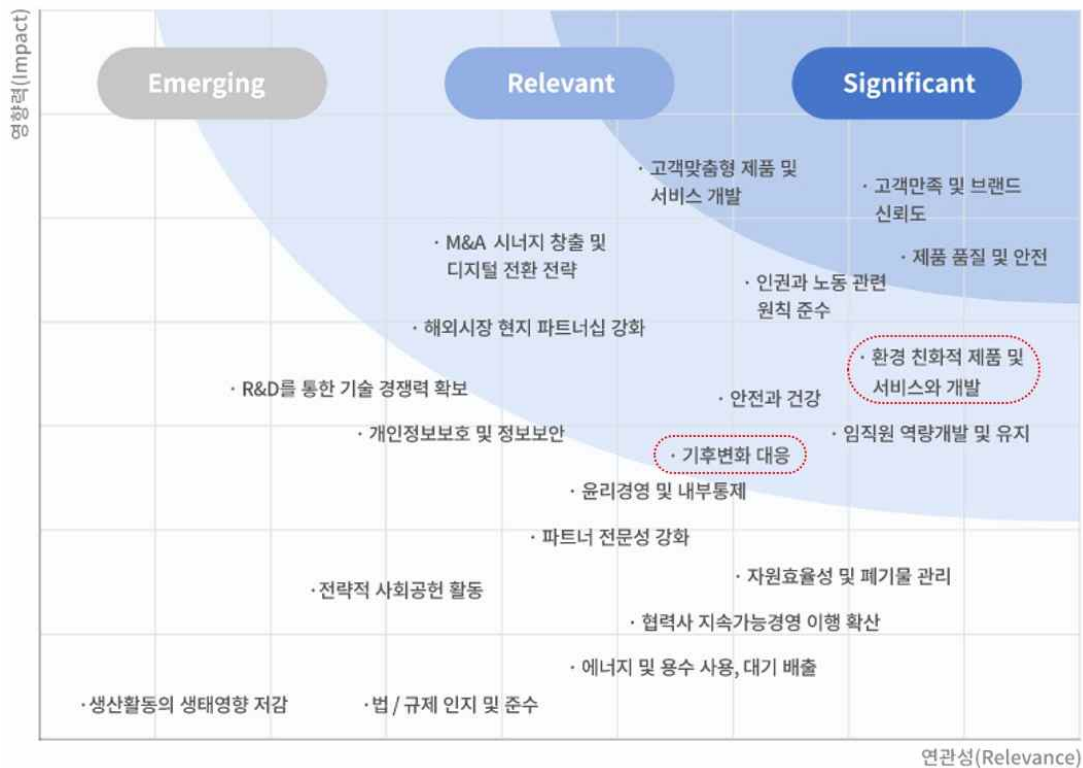 영향력(Impact)
Emerging
Relevant
Significant
· 고객맞춤형 제품 및
서비스 개발
· 고객만족 및 브랜드
신뢰도
· M&A 시너지 창출 및
디지털 전환 전략
· 제품 품질 및 안전
· 인권과 노동 관련
원칙 준수
· 해외시장 현지 파트너십 강화
· 환경 친화적 제품 및
서비스와 개발
· R&D를 통한 기술 경쟁력 확보
· 안전과 건강
· 개인정보보호 및 정보보안
· 임직원 역량개발 및 유지
· 기후변화 대응
· 윤리경영 및 내부통제
· 파트너 전문성 강화
· 자원효율성 및 폐기물 관리
·전략적 사회공헌 활동
· 협력사 지속가능경영 이행 확산
· 에너지 및 용수 사용, 대기 배출
·생산활동의 생태영향 저감
·법 / 규제 인지 및 준수
연관성(Relevance)